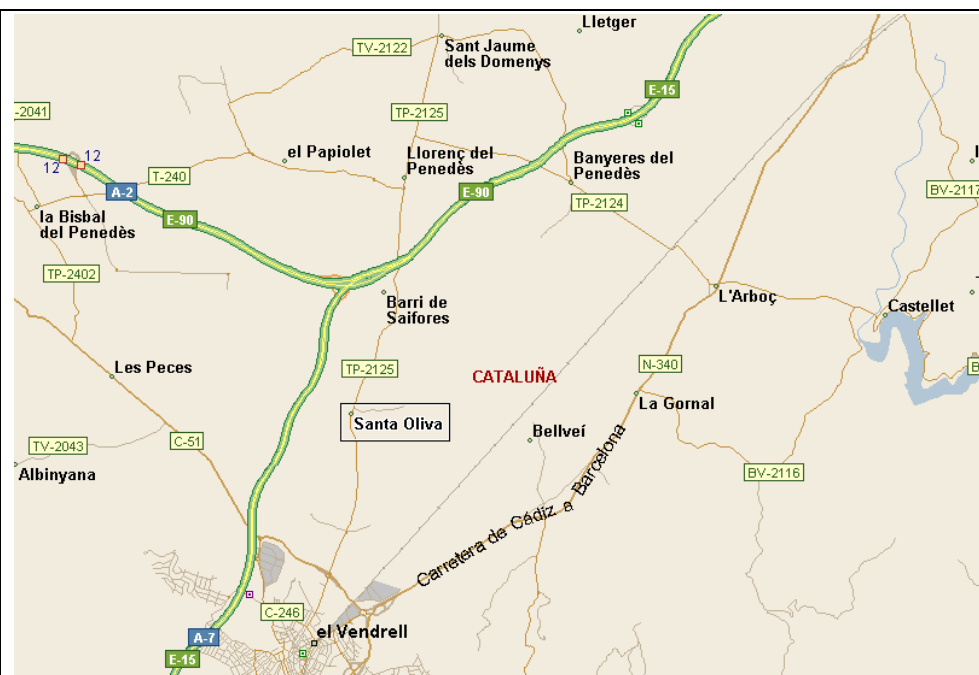 Lletger
TV-2122
Sant Jaume
dels Domenys
E-15
-2041
TP-2125
12
12
el Papiolet
Llorenç del
Penedès
Banyeres del
Penedès
T-240
A-2
E-90
BV-2117
TP-2124
la Bisbal
del Penedès
E-90
TP-2402
Barri de
Saifores
L'Arboç
Castellet
Les Peces
TP-2125
CATALUÑA
N-340
B
La Gornal
Santa Oliva
Bellveí
TV-2043
C-51
Albinyana
BV-2116
Carretera de Cádiz a Barcelona
C-246
el Vendrell
A-7
E-15